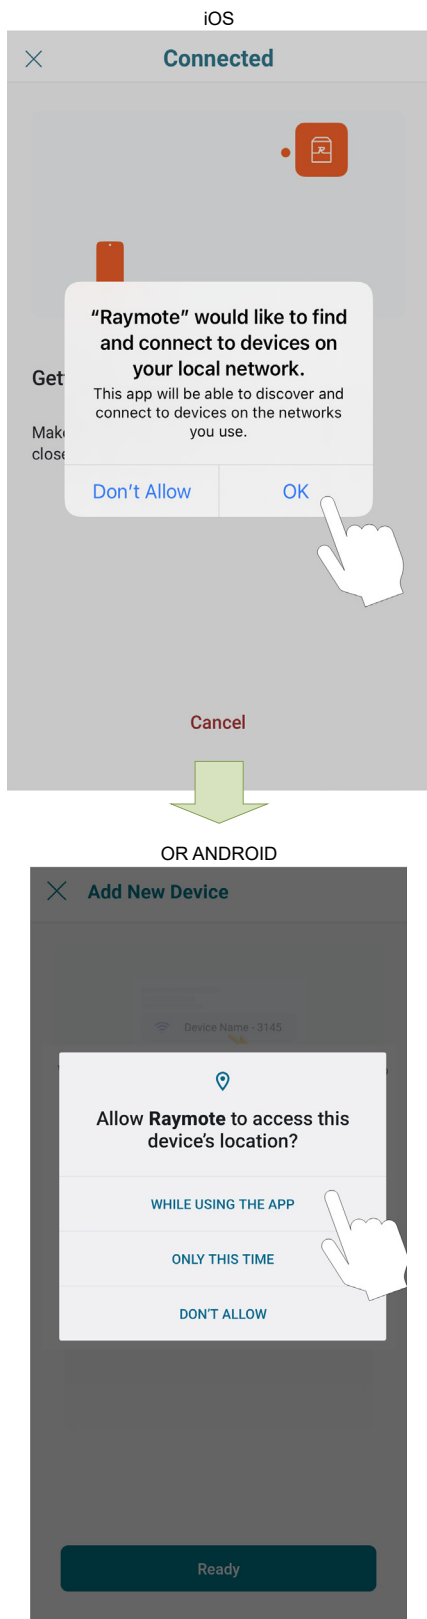 iOS
Connected
“Raymote” would like to find
and connect to devices on
your local network.
This app will be able to discover and
connect to devices on the networks
you use.
Get
Make
close
Don’t Allow
OK
Cancel
OR ANDROID
Add New Device
Device Name - 3145
Allow Raymote to access this
device’s location?
WHILE USING THE APP
ONLY THIS TIME
DON’T ALLOW
Ready